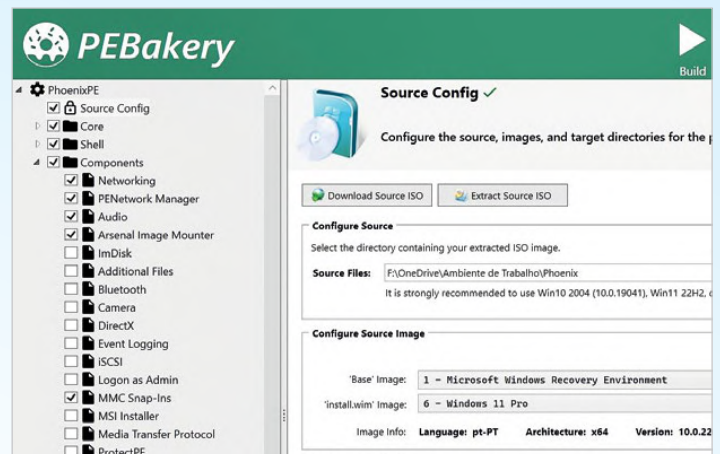 PEBakery
Build
PhoenixPE
Source Config
Core
Shell
Components
Networking
PENetwork Manager
Audio
Arsenal Image Mounter
ImDisk
Additional Files
Bluetooth
Camera
DirectX
Event Logging
iSCSI
Logon as Admin
MMC Snap-Ins
MSI Installer
Media Transfer Protocol
ProtectPE
Source Config ✓
Configure the source, images, and target directories for the
Download Source ISO
Extract Source ISO
Configure Source
Select the directory containing your extracted ISO image.
Source Files: F:\OneDrive\Ambiente de Trabalho\Phoenix
It is strongly recommended to use Win10 2004 (10.0.19041), Win11 22H2,
Configure Source Image
'Base' Image: 1 - Microsoft Windows Recovery Environment
'install.wim' Image: 6 - Windows 11 Pro
Image Info: Language: pt-PT Architecture: x64 Version: 10.0.22